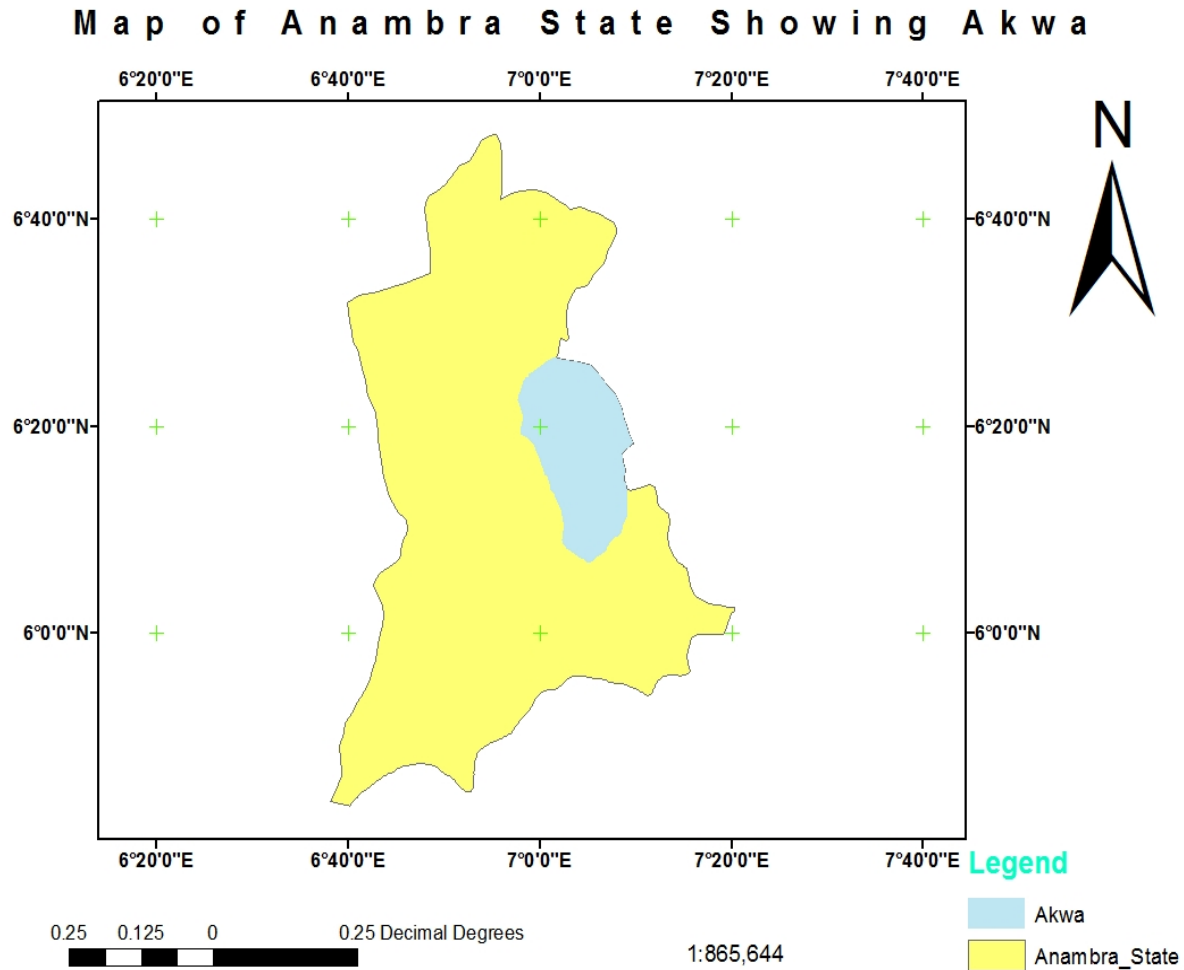 Map of Anambra State Showing Akwa
6°20'0"E 6°40'0"E 7°0'0"E 7°20'0"E 7°40'0"E
N
6°40'0"N 6°40'0"N
6°20'0"N 6°20'0"N
6°0'0"N 6°0'0"N
6°20'0"E 6°40'0"E 7°0'0"E 7°20'0"E 7°40'0"E
Legend
Akwa
Anambra_State
0.25 0.125 0 0.25 Decimal Degrees
1:865,644